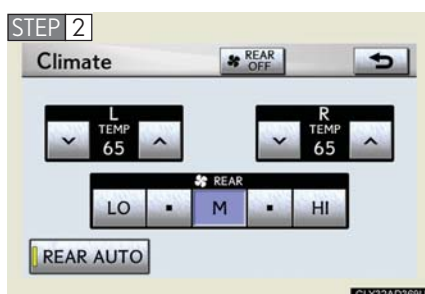 STEP 2
Climate
REAR
OFF
L
TEMP
65
R
TEMP
65
REAR
LO
M
HI
REAR AUTO